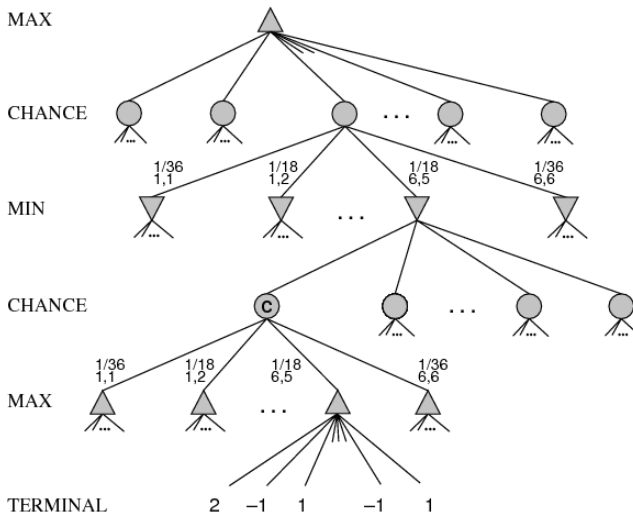 MAX
CHANCE
...
1/36 1/18 1/18 1/36
1,1 1,2 6,5 6,6
MIN
...
... ... ... ...
CHANCE
C
...
1/36 1/18 1/18 1/36
1,1 1,2 6,5 6,6
MAX
...
TERMINAL 2 –1 1 –1 1